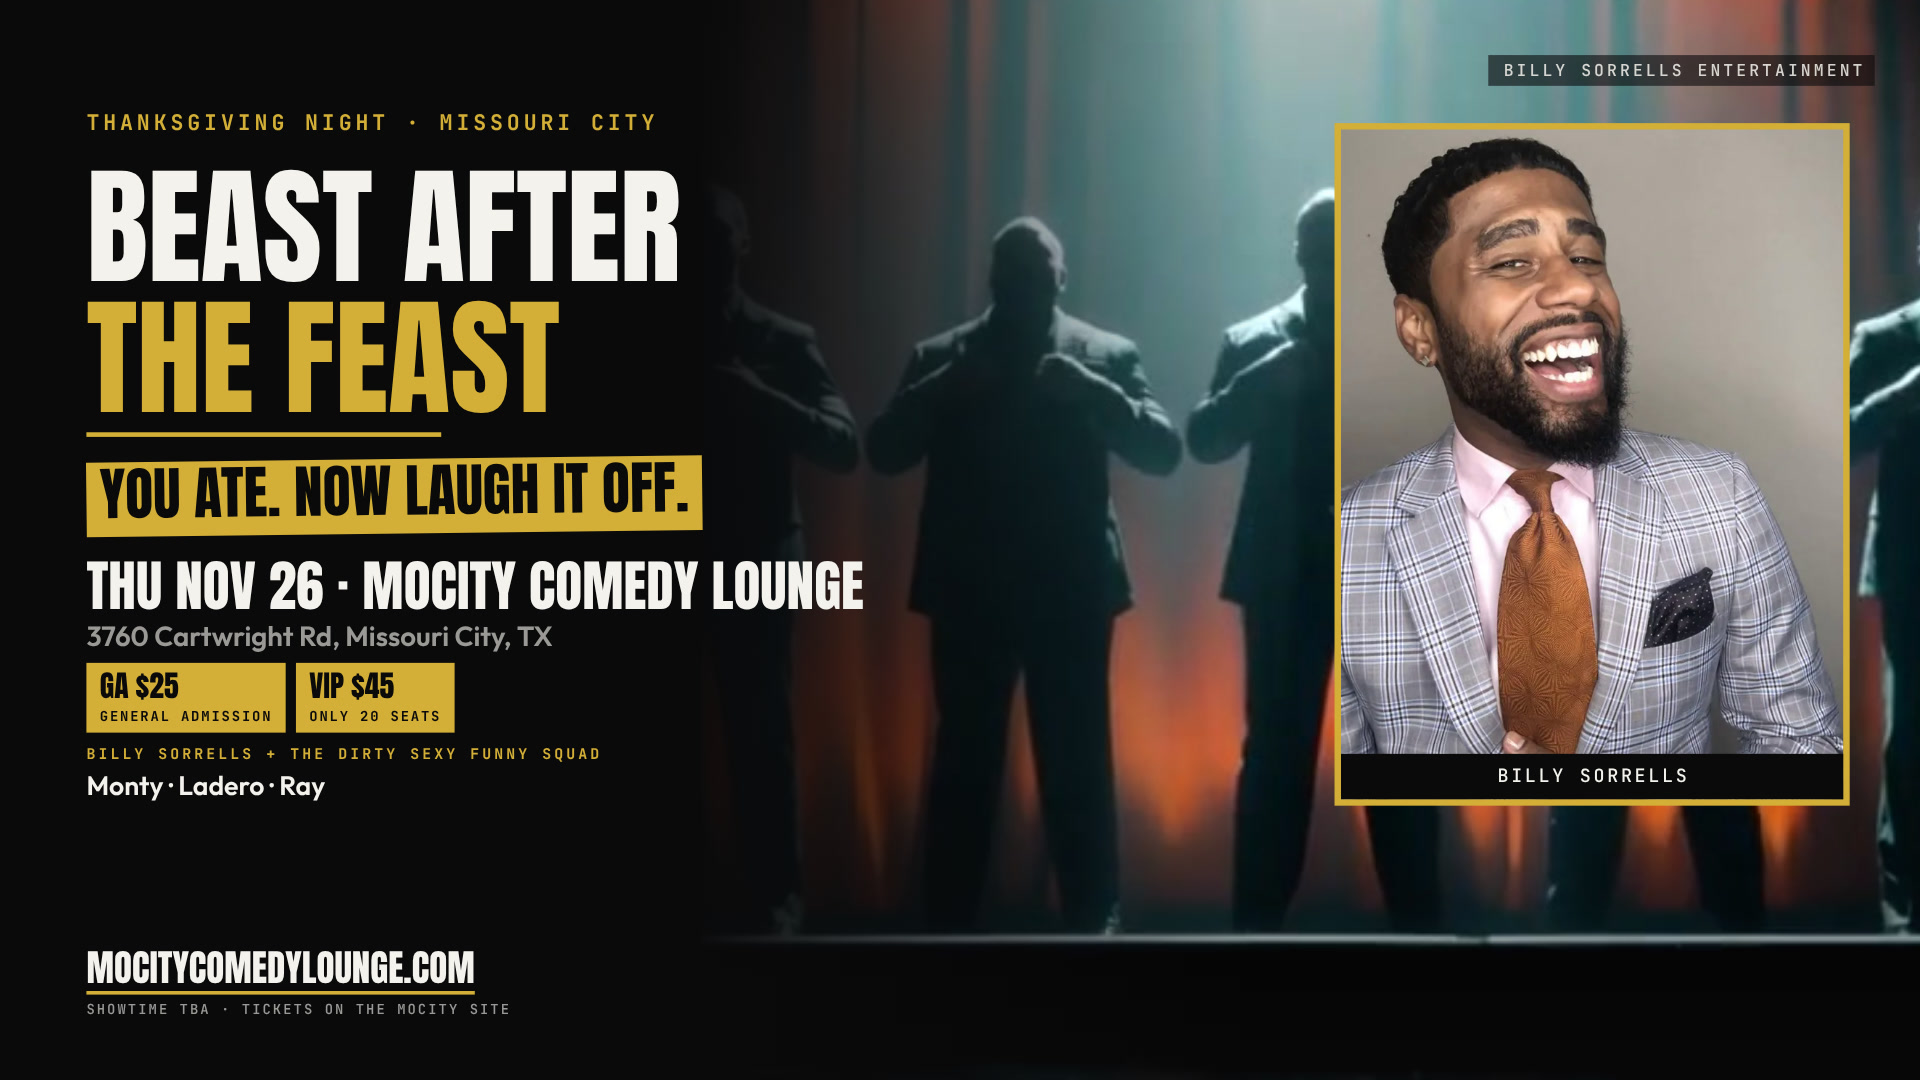 BILLY SORRELLS ENTERTAINMENT
THANKSGIVING NIGHT · MISSOURI CITY
BEAST AFTER
THE FEAST
YOU ATE. NOW LAUGH IT OFF.
THU NOV 26 · MOCITY COMEDY LOUNGE
3760 Cartwright Rd, Missouri City, TX
GA $25
GENERAL ADMISSION
VIP $45
ONLY 20 SEATS
BILLY SORRELLS + THE DIRTY SEXY FUNNY SQUAD
Monty · Ladero · Ray
BILLY SORRELLS
MOCITYCOMEDYLOUNGE.COM
SHOWTIME TBA · TICKETS ON THE MOCITY SITE